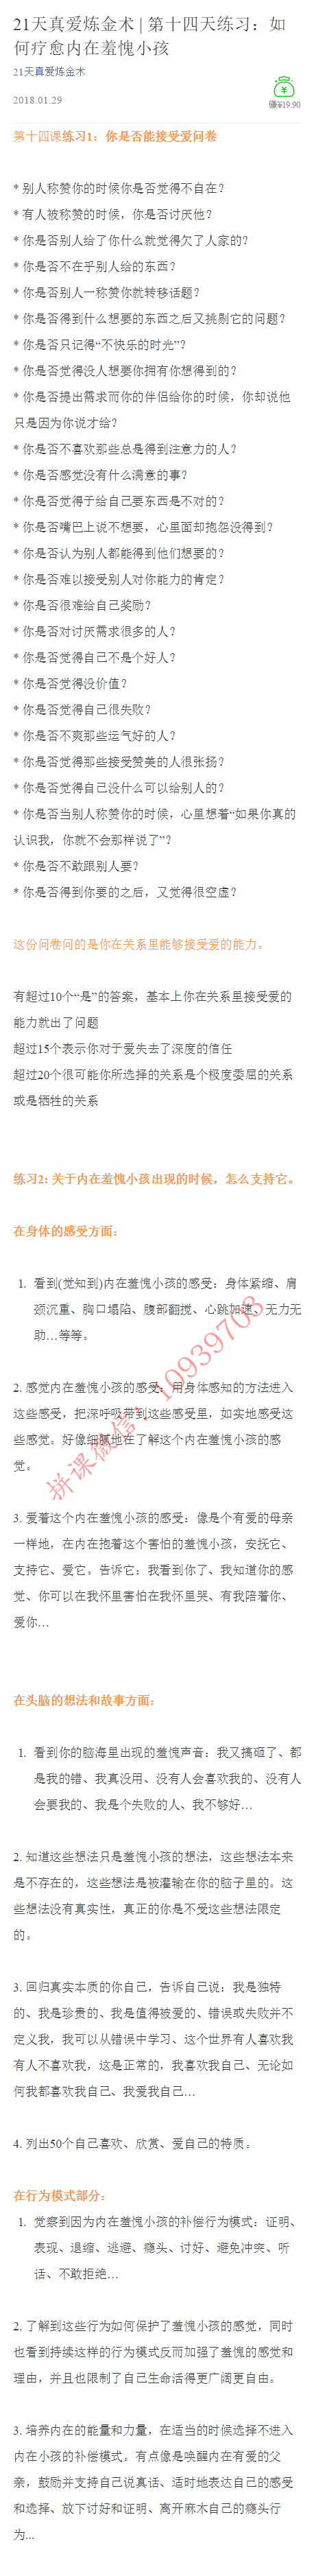 21天真爱炼金术 | 第十四天练习：如
何疗愈内在羞愧小孩
21天真爱炼金术
2018.01.29
赚¥19.90
第十四课练习1：你是否能接受爱问卷
* 别人称赞你的时候你是否觉得不自在？
* 有人被称赞的时候，你是否讨厌他？
* 你是否别人给了你什么就觉得欠了人家的？
* 你是否不在乎别人给的东西？
* 你是否别人一称赞你就转移话题？
* 你是否得到什么想要的东西之后又挑剔它的问题？
* 你是否只记得“不快乐的时光”？
* 你是否觉得没人想要你拥有你想得到的？
* 你是否提出需求而你的伴侣给你的时候，你却说他
只是因为你说才给？
* 你是否不喜欢那些总是得到注意力的人？
* 你是否感觉没有什么满意的事？
* 你是否觉得于给自己要东西是不对的？
* 你是否嘴巴上说不想要，心里面却抱怨没得到？
* 你是否认为别人都能得到他们想要的？
* 你是否难以接受别人对你能力的肯定？
* 你是否很难给自己奖励？
* 你是否对讨厌需求很多的人？
* 你是否觉得自己不是个好人？
* 你是否觉得没价值？
* 你是否觉得自己很失败？
* 你是否不爽那些运气好的人？
* 你是否觉得那些接受赞美的人很张扬？
* 你是否觉得自己没什么可以给别人的？
* 你是否当别人称赞你的时候，心里想着“如果你真的
认识我，你就不会那样说了”？
* 你是否不敢跟别人要？
* 你是否得到你要的之后，又觉得很空虚？
这份问卷问的是你在关系里能够接受爱的能力。
有超过10个“是”的答案，基本上你在关系里接受爱的
能力就出了问题
超过15个表示你对于爱失去了深度的信任
超过20个很可能你所选择的关系是个极度委屈的关系
或是牺牲的关系
练习2: 关于内在羞愧小孩出现的时候，怎么支持它。
在身体的感受方面：
1. 看到(觉知到)内在羞愧小孩的感受：身体紧缩、肩
颈沉重、胸口塌陷、腹部翻搅、心跳加速、无力无
助…等等。
2. 感觉内在羞愧小孩的感受：用身体感知的方法进入
这些感受，把深呼吸带到这些感受里，如实地感受这
些感觉。好像细腻地在了解这个内在羞愧小孩的感
觉。
拼课微信：10939703
3. 爱着这个内在羞愧小孩的感受：像是个有爱的母亲
一样地，在内在抱着这个害怕的羞愧小孩，安抚它、
支持它、爱它。告诉它：我看到你了、我知道你的感
觉、你可以在我怀里害怕在我怀里哭、有我陪着你、
爱你…
在头脑的想法和故事方面：
1. 看到你的脑海里出现的羞愧声音：我又搞砸了、都
是我的错、我真没用、没有人会喜欢我的、没有人
会要我的、我是个失败的人、我不够好…
2. 知道这些想法只是羞愧小孩的想法，这些想法本来
是不存在的，这些想法是被灌输在你的脑子里的。这
些想法没有真实性，真正的你是不受这些想法限定
的。
3. 回归真实本质的你自己，告诉自己说：我是独特
的、我是珍贵的、我是值得被爱的、错误或失败并不
定义我，我可以从错误中学习、这个世界有人喜欢我
有人不喜欢我，这是正常的，我喜欢我自己、无论如
何我都喜欢我自己、我爱我自己…
4. 列出50个自己喜欢、欣赏、爱自己的特质。
在行为模式部分：
1. 觉察到因为内在羞愧小孩的补偿行为模式：证明、
表现、退缩、逃避、瘾头、讨好、避免冲突、听
话、不敢拒绝…
2. 了解到这些行为如何保护了羞愧小孩的感觉，同时
也看到持续这样的行为模式反而加强了羞愧的感觉和
理由，并且也限制了自己生命活得更广阔更自由。
3. 培养内在的能量和力量，在适当的时候选择不进入
内在小孩的补偿模式。有点像是唤醒内在有爱的父
亲，鼓励并支持自己说真话、适时地表达自己的感受
和选择、放下讨好和证明、离开麻木自己的瘾头行
为...